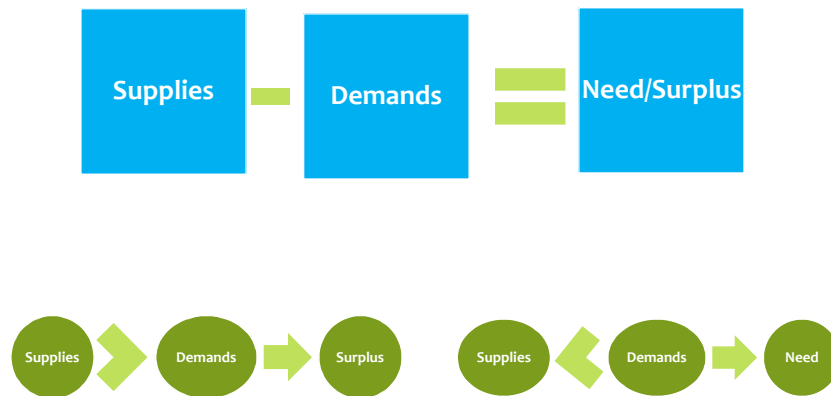 Supplies
Demands
Need/Surplus
Supplies
Demands
Surplus
Supplies
Demands
Need